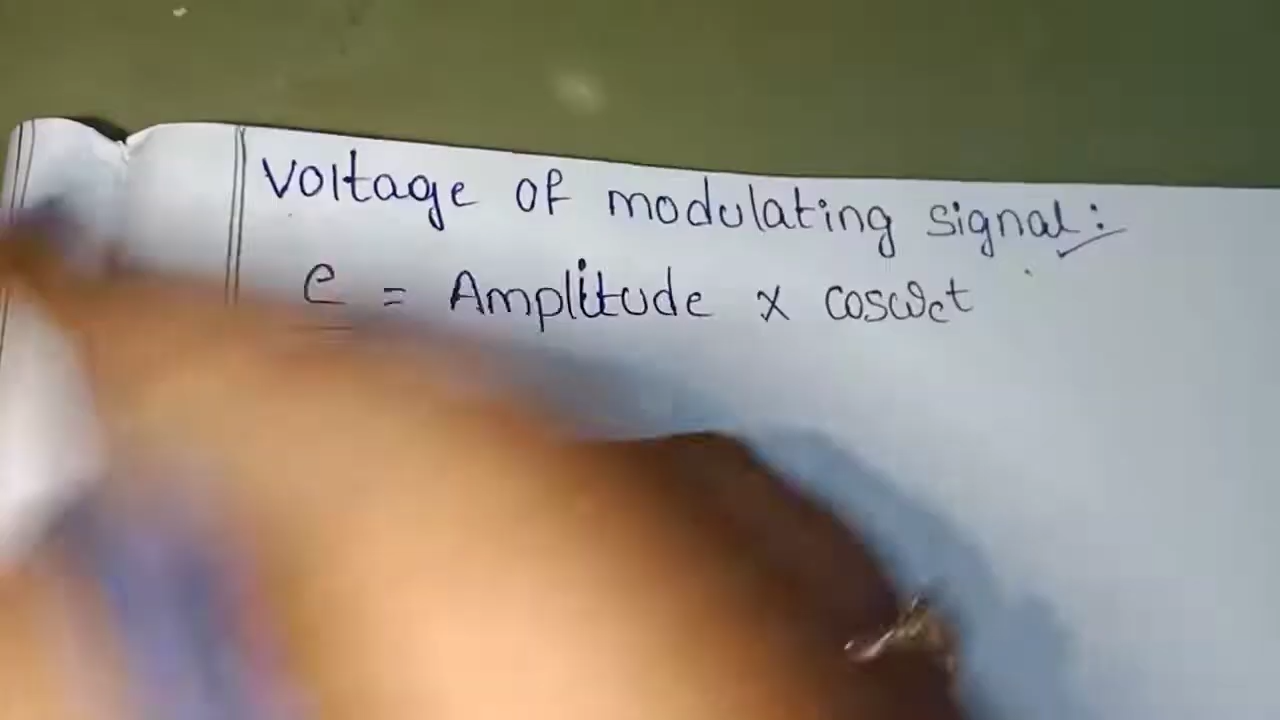 Voltage of modulating signal:
e = Amplitude × cosωct